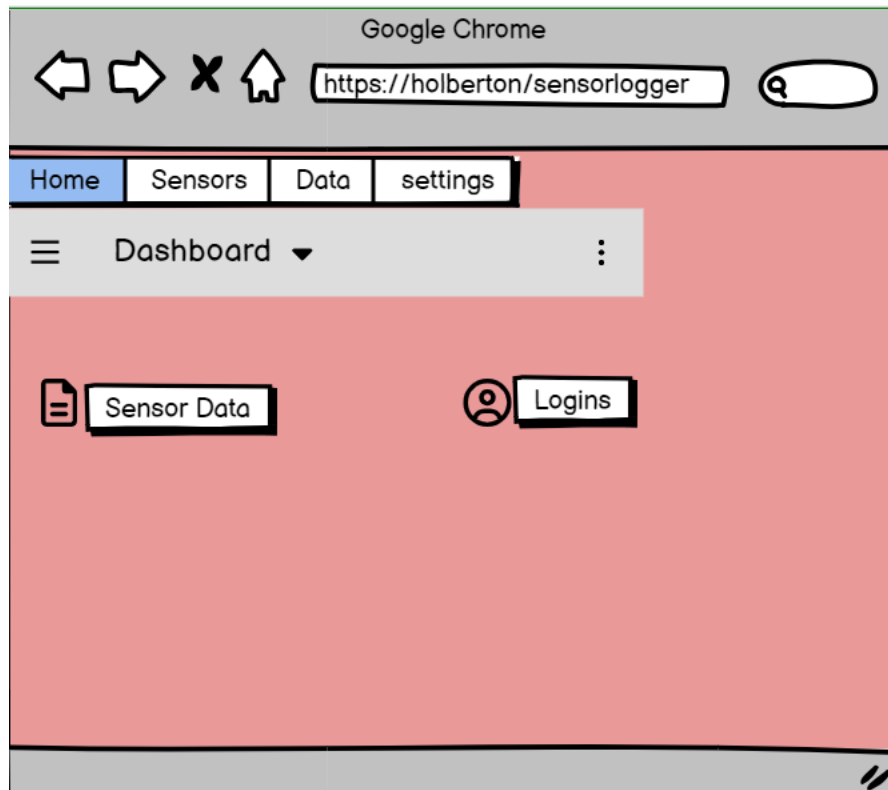 Google Chrome
https://holberton/sensorlogger
Home Sensors Data settings
Dashboard
Sensor Data
Logins